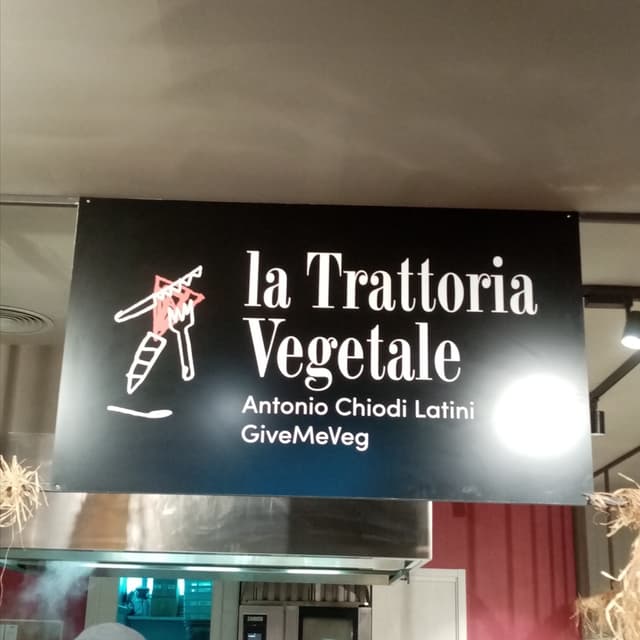 la Trattoria
Vegetale
Antonio Chiodi Latini
GiveMeVeg